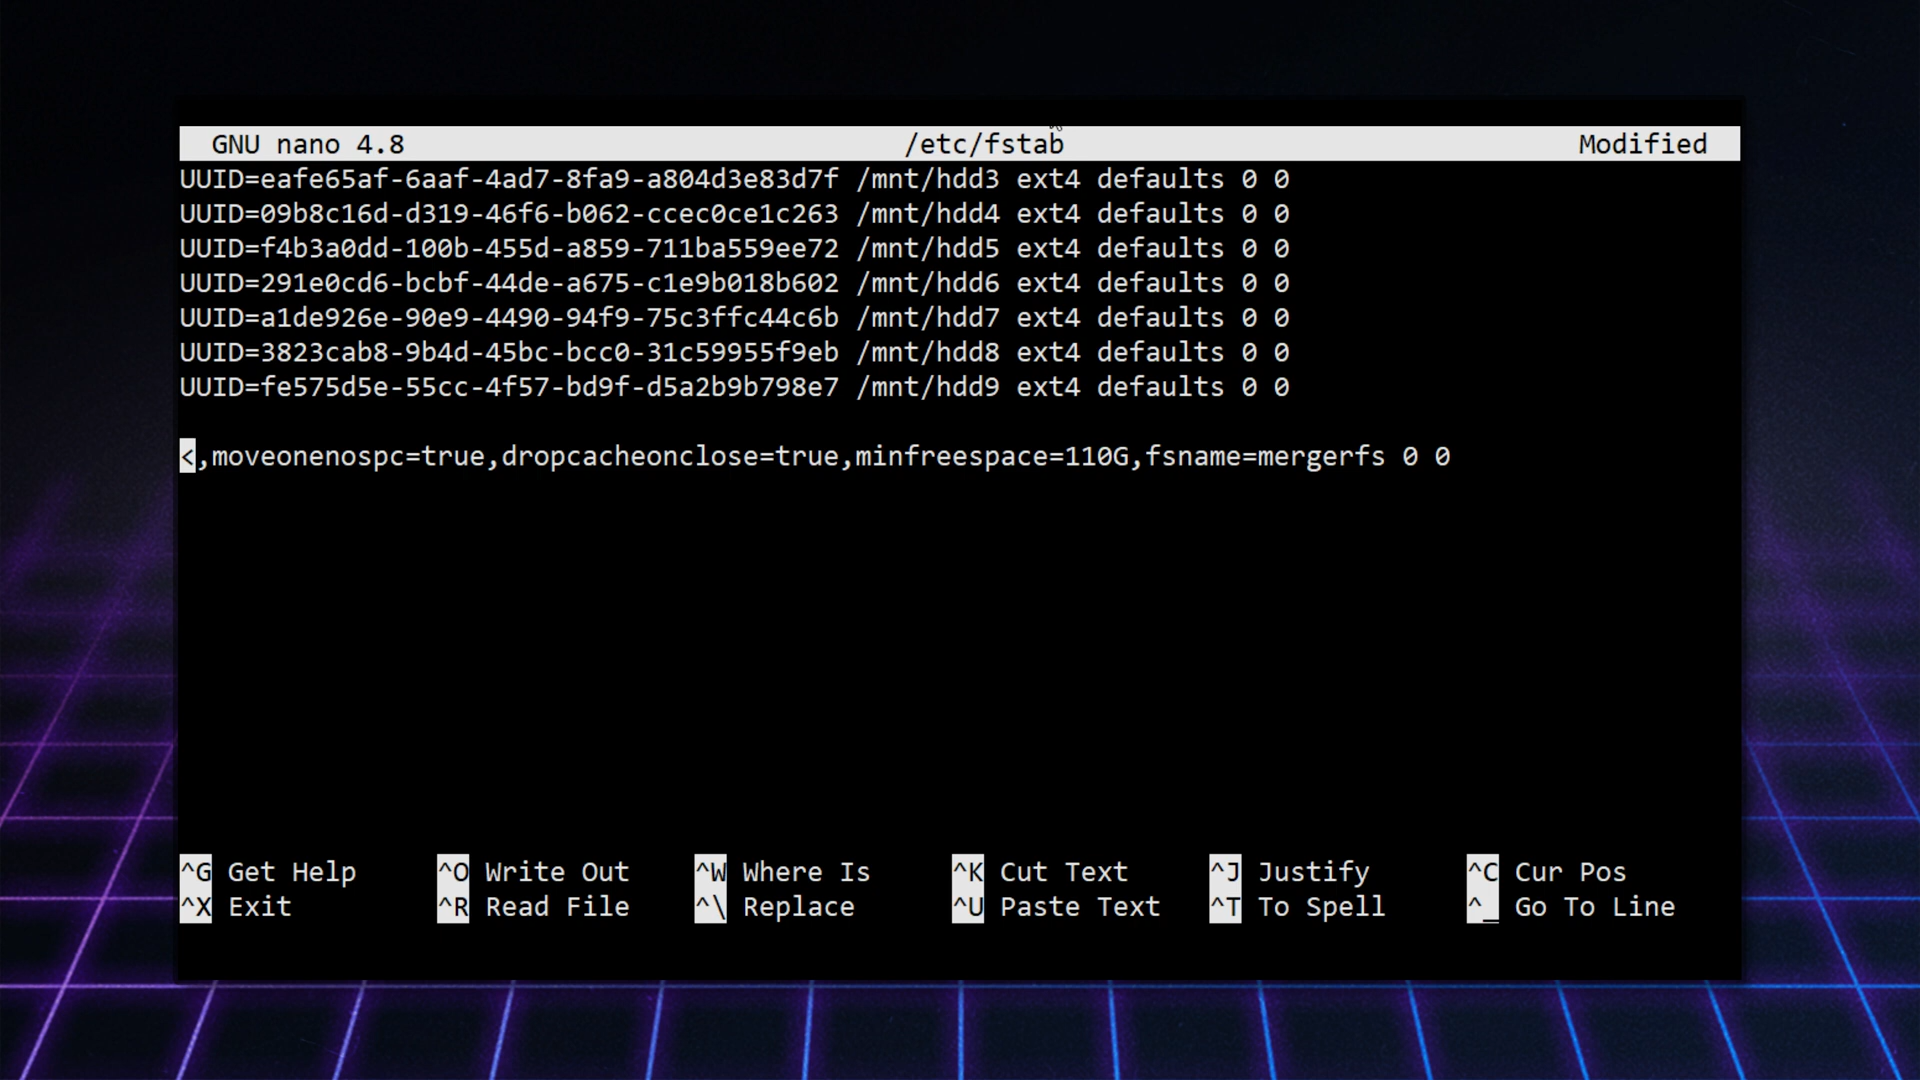 GNU nano 4.8 /etc/fstab Modified
UUID=eafe65af-6aaf-4ad7-8fa9-a804d3e83d7f /mnt/hdd3 ext4 defaults 0 0
UUID=09b8c16d-d319-46f6-b062-ccec0ce1c263 /mnt/hdd4 ext4 defaults 0 0
UUID=f4b3a0dd-100b-455d-a859-711ba559ee72 /mnt/hdd5 ext4 defaults 0 0
UUID=291e0cd6-bcbf-44de-a675-c1e9b018b602 /mnt/hdd6 ext4 defaults 0 0
UUID=a1de926e-90e9-4490-94f9-75c3ffc44c6b /mnt/hdd7 ext4 defaults 0 0
UUID=3823cab8-9b4d-45bc-bcc0-31c59955f9eb /mnt/hdd8 ext4 defaults 0 0
UUID=fe575d5e-55cc-4f57-bd9f-d5a2b9b798e7 /mnt/hdd9 ext4 defaults 0 0
<,moveonenospc=true,dropcacheonclose=true,minfreespace=110G,fsname=mergerfs 0 0
^G Get Help ^O Write Out ^W Where Is ^K Cut Text ^J Justify ^C Cur Pos
^X Exit ^R Read File ^\ Replace ^U Paste Text ^T To Spell ^_ Go To Line